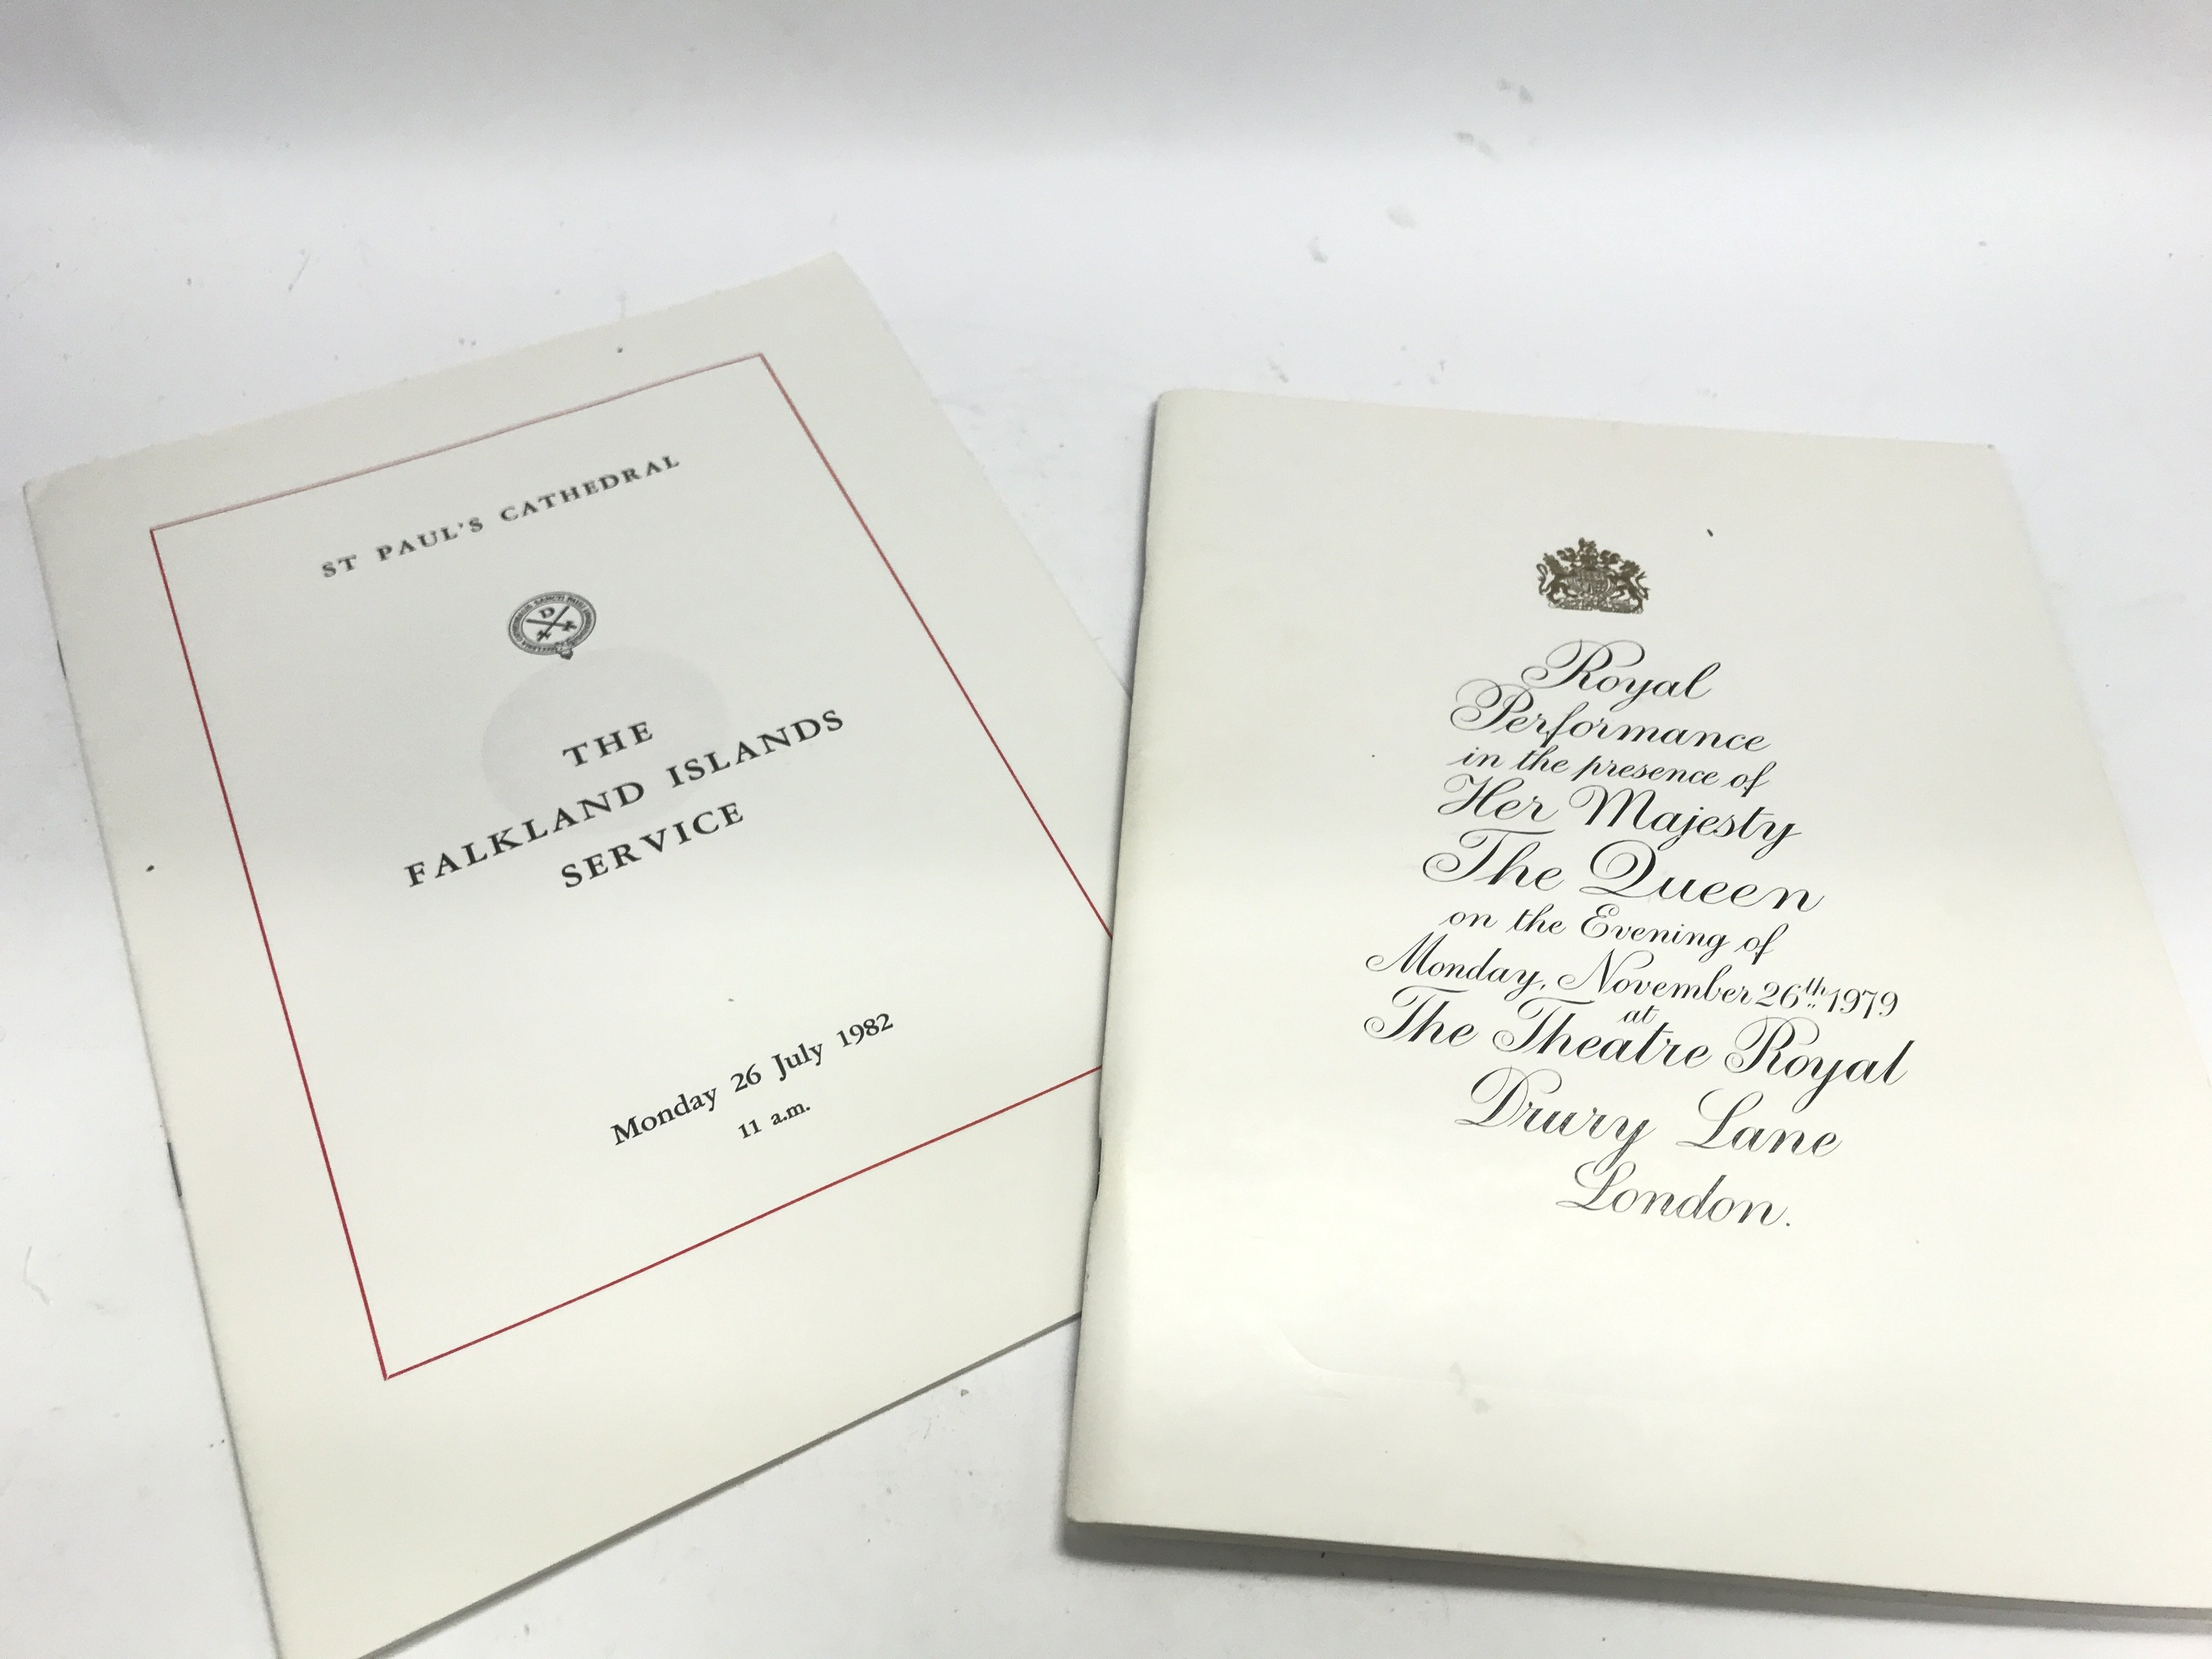 ST PAUL'S CATHEDRAL
D
THE
FALKLAND ISLANDS
SERVICE
Monday 26 July 1982
11 a.m.
Royal
Performance
in the presence of
Her Majesty
The Queen
on the Evening of
Monday, November 26th 1979
at
The Theatre Royal
Drury Lane
London.